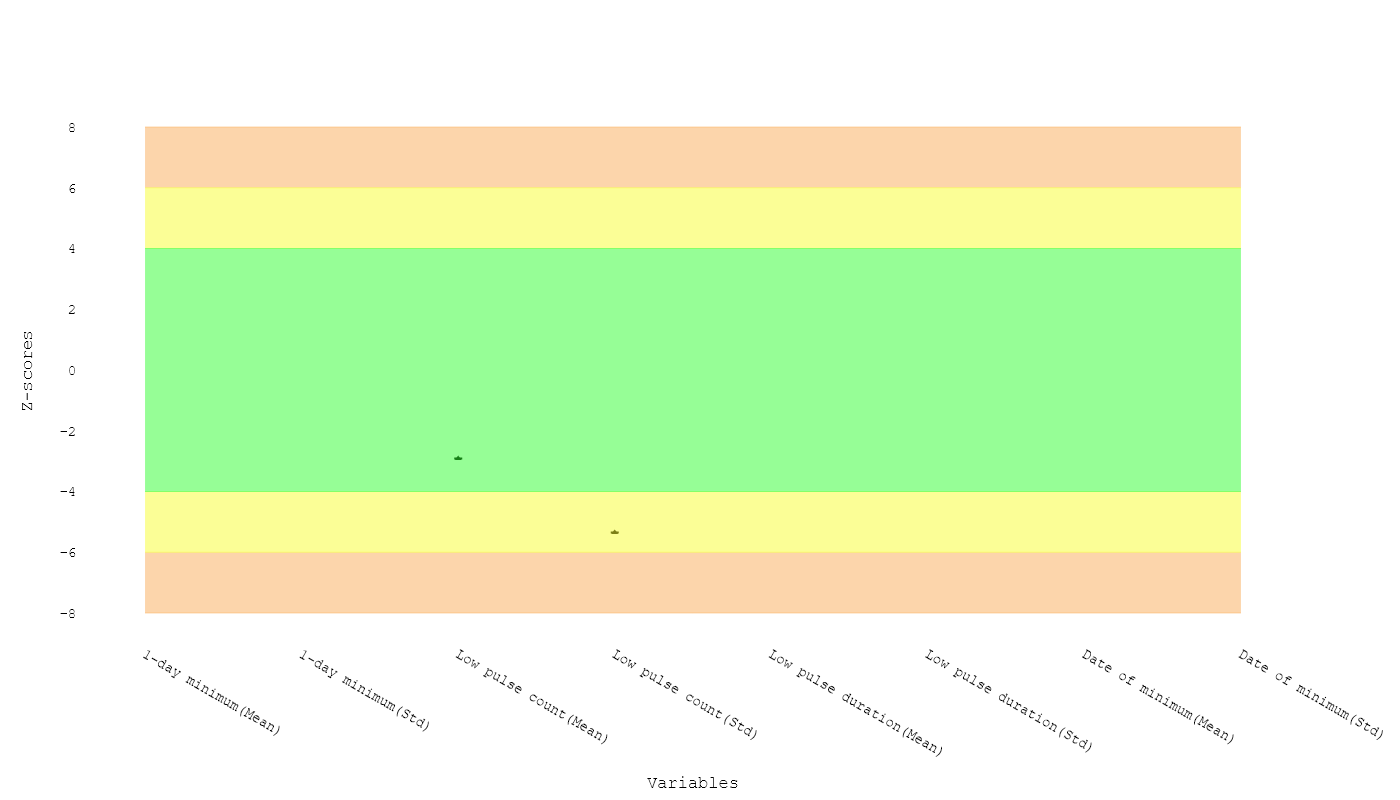 8
6
4
2
0
-2
-4
-6
-8
Z-scores
1-day minimum(Mean)
1-day minimum(Std)
Low pulse count(Mean)
Low pulse count(Std)
Low pulse duration(Mean)
Low pulse duration(Std)
Date of minimum(Mean)
Date of minimum(Std)
Variables